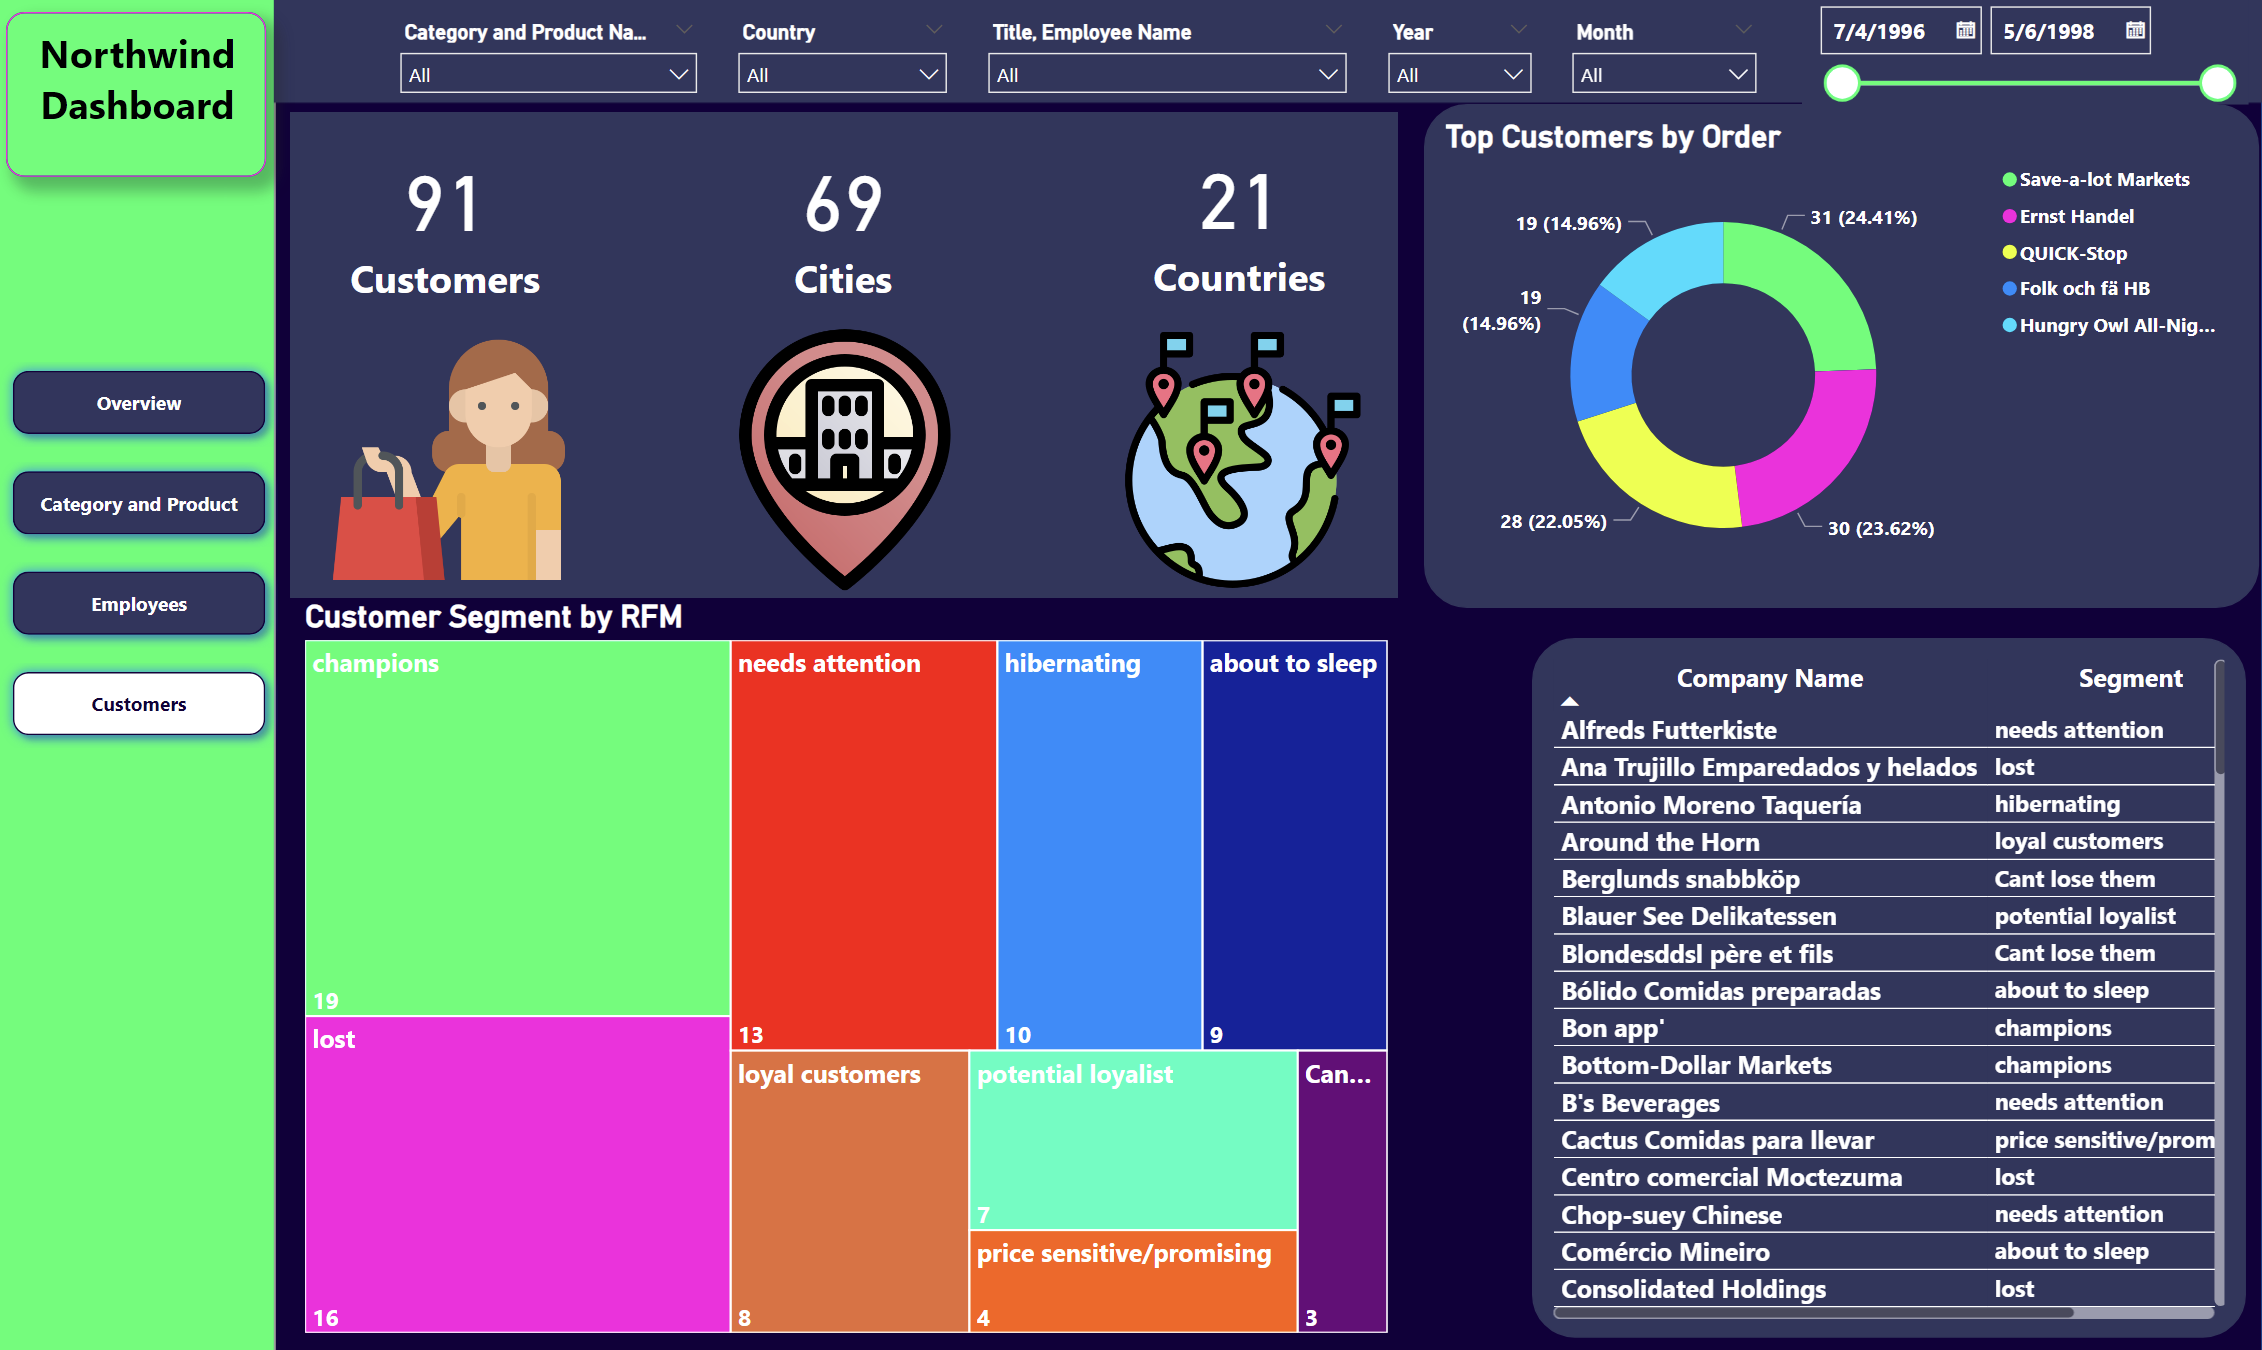 Northwind
Dashboard
Overview
Category and Product
Employees
Customers
Category and Product Na...
All
Country
All
Title, Employee Name
All
Year
All
Month
All
7/4/1996
5/6/1998
91
Customers
69
Cities
21
Countries
Top Customers by Order
Save-a-lot Markets
Ernst Handel
QUICK-Stop
Folk och fä HB
Hungry Owl All-Nig...
31 (24.41%)
30 (23.62%)
28 (22.05%)
19
(14.96%)
19 (14.96%)
Customer Segment by RFM
champions
19
lost
16
needs attention
13
hibernating
10
about to sleep
9
loyal customers
8
potential loyalist
7
price sensitive/promising
4
Can...
3
Company Name Segment
Alfreds Futterkiste needs attention
Ana Trujillo Emparedados y helados lost
Antonio Moreno Taquería hibernating
Around the Horn loyal customers
Berglunds snabbköp Cant lose them
Blauer See Delikatessen potential loyalist
Blondesddsl père et fils Cant lose them
Bólido Comidas preparadas about to sleep
Bon app' champions
Bottom-Dollar Markets champions
B's Beverages needs attention
Cactus Comidas para llevar price sensitive/prom
Centro comercial Moctezuma lost
Chop-suey Chinese needs attention
Comércio Mineiro about to sleep
Consolidated Holdings lost